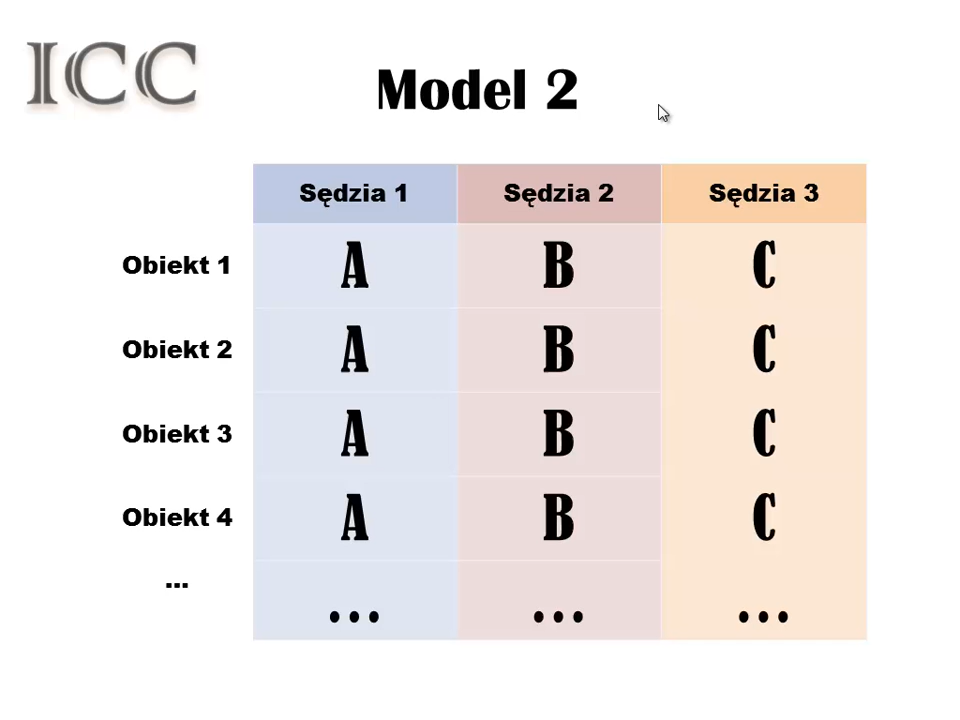 ICC
Model 2
Sędzia 1 Sędzia 2 Sędzia 3
Obiekt 1 A B C
Obiekt 2 A B C
Obiekt 3 A B C
Obiekt 4 A B C
... ... ... ...